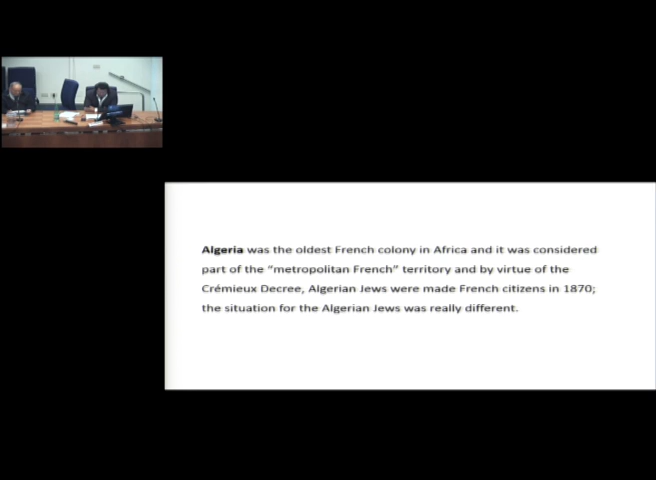 Algeria was the oldest French colony in Africa and it was considered
part of the “metropolitan French” territory and by virtue of the
Crémieux Decree, Algerian Jews were made French citizens in 1870;
the situation for the Algerian Jews was really different.